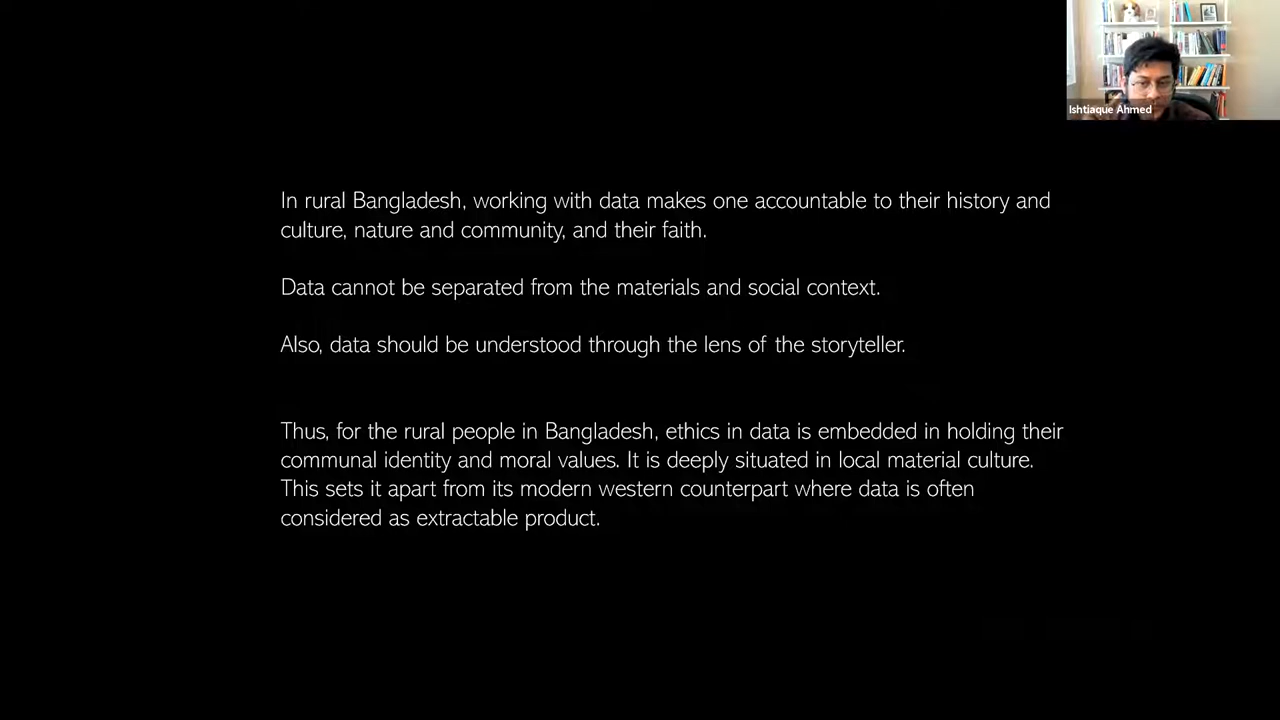 Ishtiaque Ahmed
In rural Bangladesh, working with data makes one accountable to their history and
culture, nature and community, and their faith.
Data cannot be separated from the materials and social context.
Also, data should be understood through the lens of the storyteller.
Thus, for the rural people in Bangladesh, ethics in data is embedded in holding their
communal identity and moral values. It is deeply situated in local material culture.
This sets it apart from its modern western counterpart where data is often
considered as extractable product.